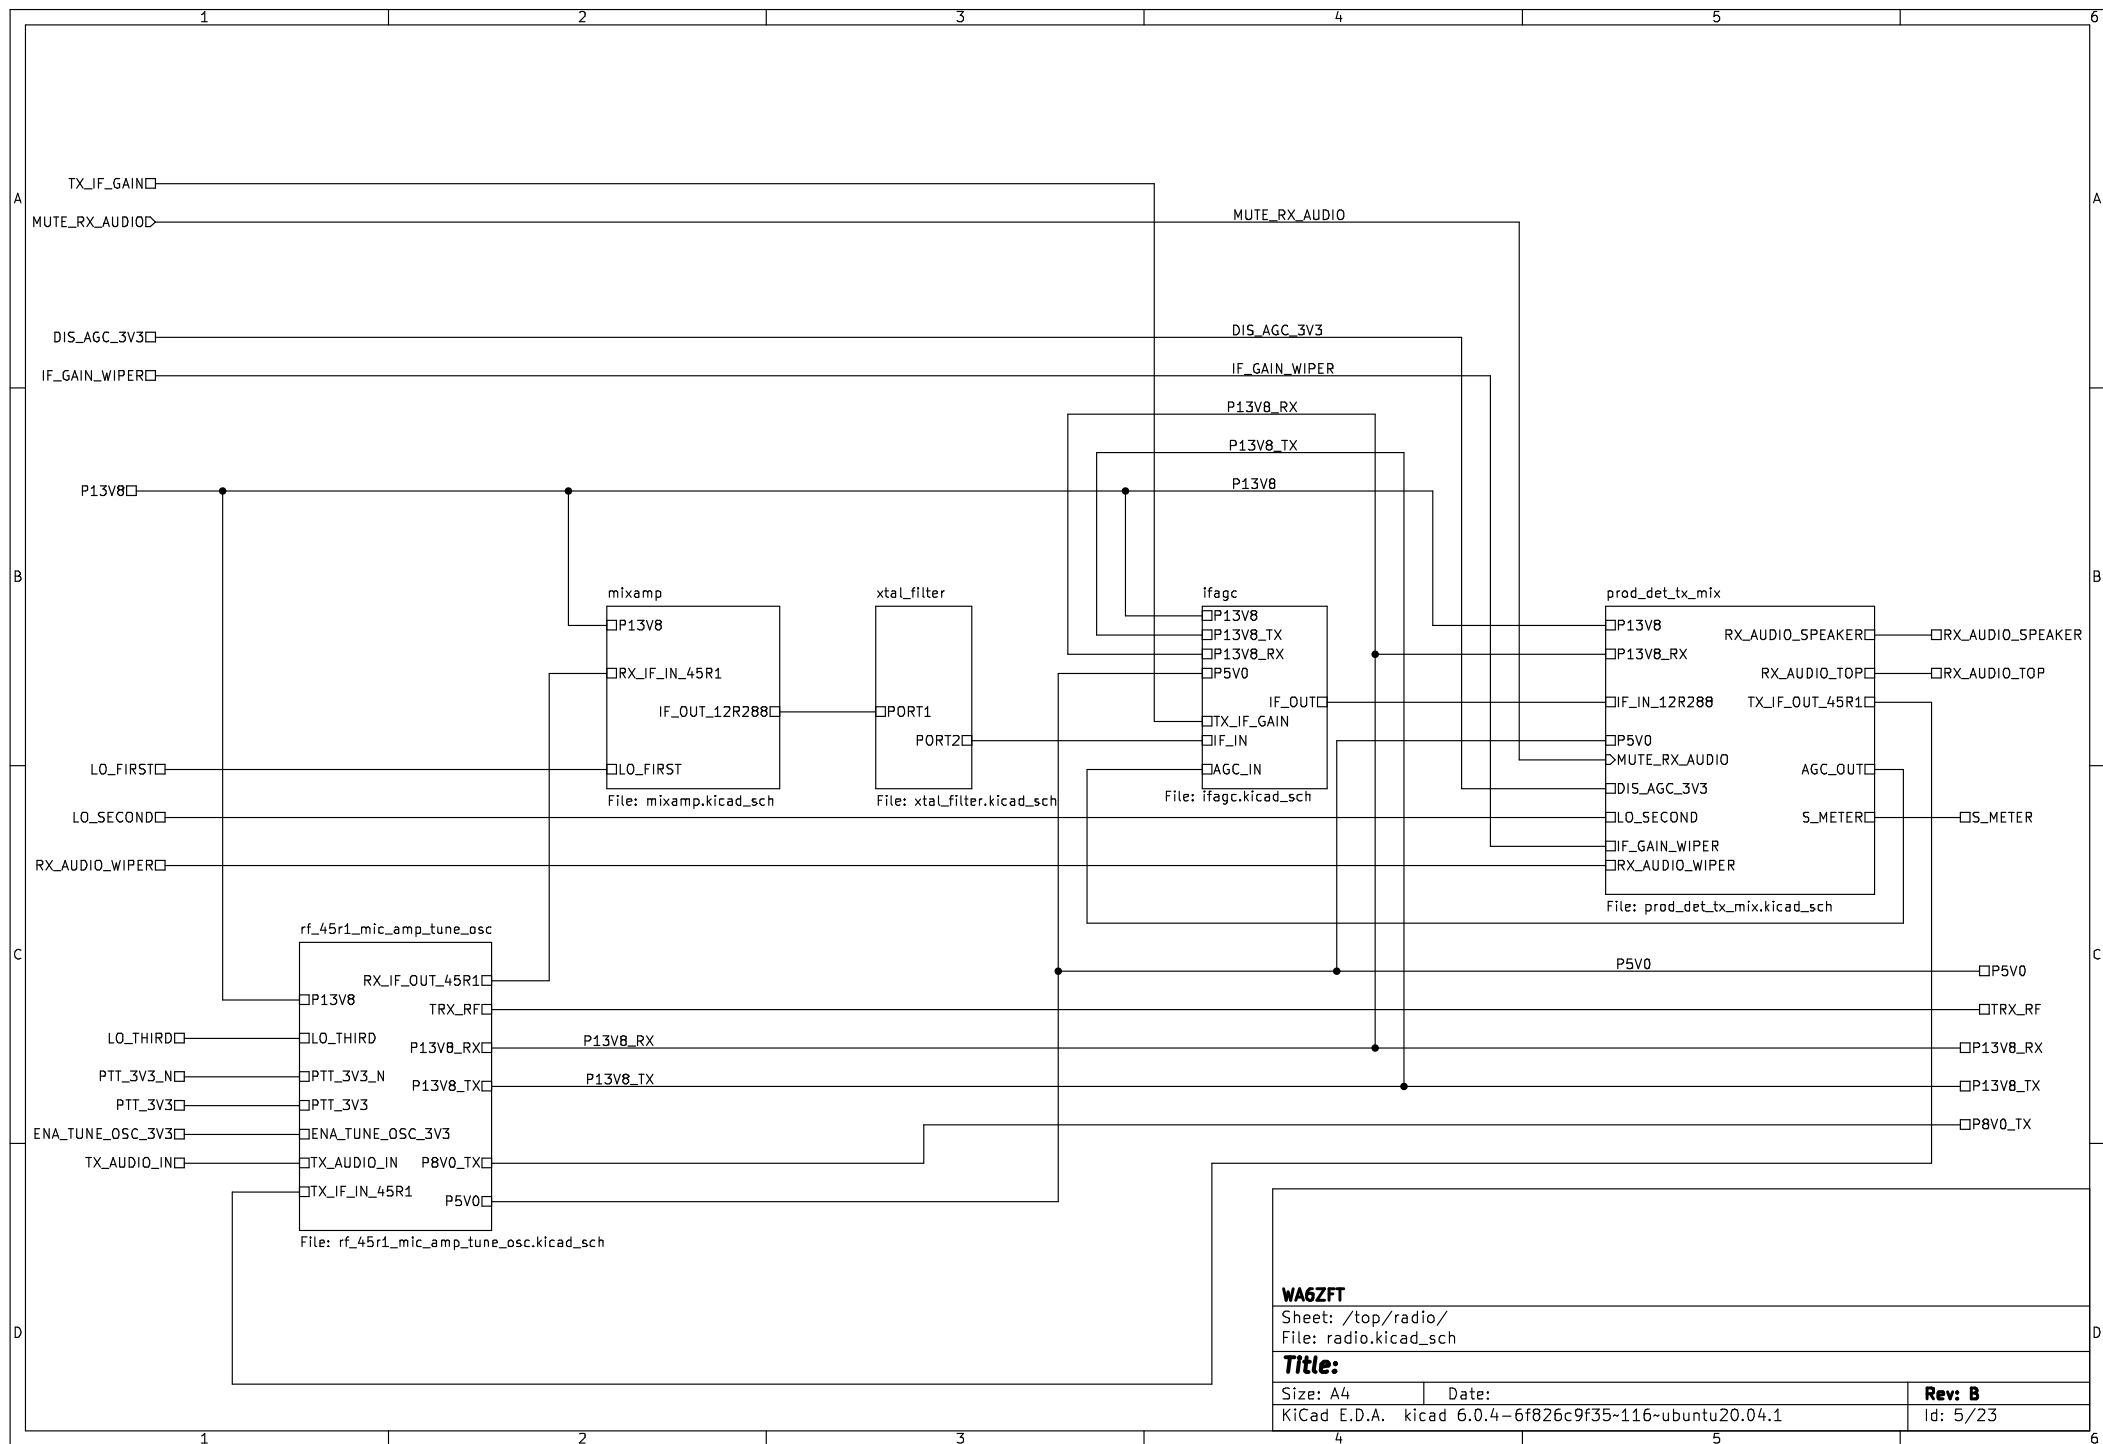 1 2 3 4 5 6
A A
TX_IF_GAIN
MUTE_RX_AUDIO MUTE_RX_AUDIO
DIS_AGC_3V3 DIS_AGC_3V3
IF_GAIN_WIPER IF_GAIN_WIPER
P13V8_RX
P13V8_TX
P13V8 P13V8
B B
mixamp
P13V8
RX_IF_IN_45R1
IF_OUT_12R288
LO_FIRST
File: mixamp.kicad_sch
xtal_filter
PORT1
PORT2
File: xtal_filter.kicad_sch
ifagc
P13V8
P13V8_TX
P13V8_RX
P5V0
IF_OUT
TX_IF_GAIN
IF_IN
AGC_IN
File: ifagc.kicad_sch
prod_det_tx_mix
P13V8
RX_AUDIO_SPEAKER RX_AUDIO_SPEAKER
P13V8_RX
RX_AUDIO_TOP RX_AUDIO_TOP
IF_IN_12R288 TX_IF_OUT_45R1
P5V0
MUTE_RX_AUDIO
AGC_OUT
DIS_AGC_3V3
LO_SECOND S_METER S_METER
IF_GAIN_WIPER
RX_AUDIO_WIPER
File: prod_det_tx_mix.kicad_sch
LO_FIRST
LO_SECOND
RX_AUDIO_WIPER
C C
rf_45r1_mic_amp_tune_osc
RX_IF_OUT_45R1
P13V8
TRX_RF
LO_THIRD LO_THIRD
P13V8_RX P13V8_RX
PTT_3V3_N PTT_3V3_N
P13V8_TX P13V8_TX
PTT_3V3 PTT_3V3
ENA_TUNE_OSC_3V3 ENA_TUNE_OSC_3V3
TX_AUDIO_IN TX_AUDIO_IN P8V0_TX
TX_IF_IN_45R1
P5V0
File: rf_45r1_mic_amp_tune_osc.kicad_sch
P5V0 P5V0
TRX_RF
P13V8_RX
P13V8_TX
P8V0_TX
D D
WA6ZFT
Sheet: /top/radio/
File: radio.kicad_sch
Title:
Size: A4 Date: Rev: B
KiCad E.D.A. kicad 6.0.4-6f826c9f35~116~ubuntu20.04.1 Id: 5/23
1 2 3 4 5 6